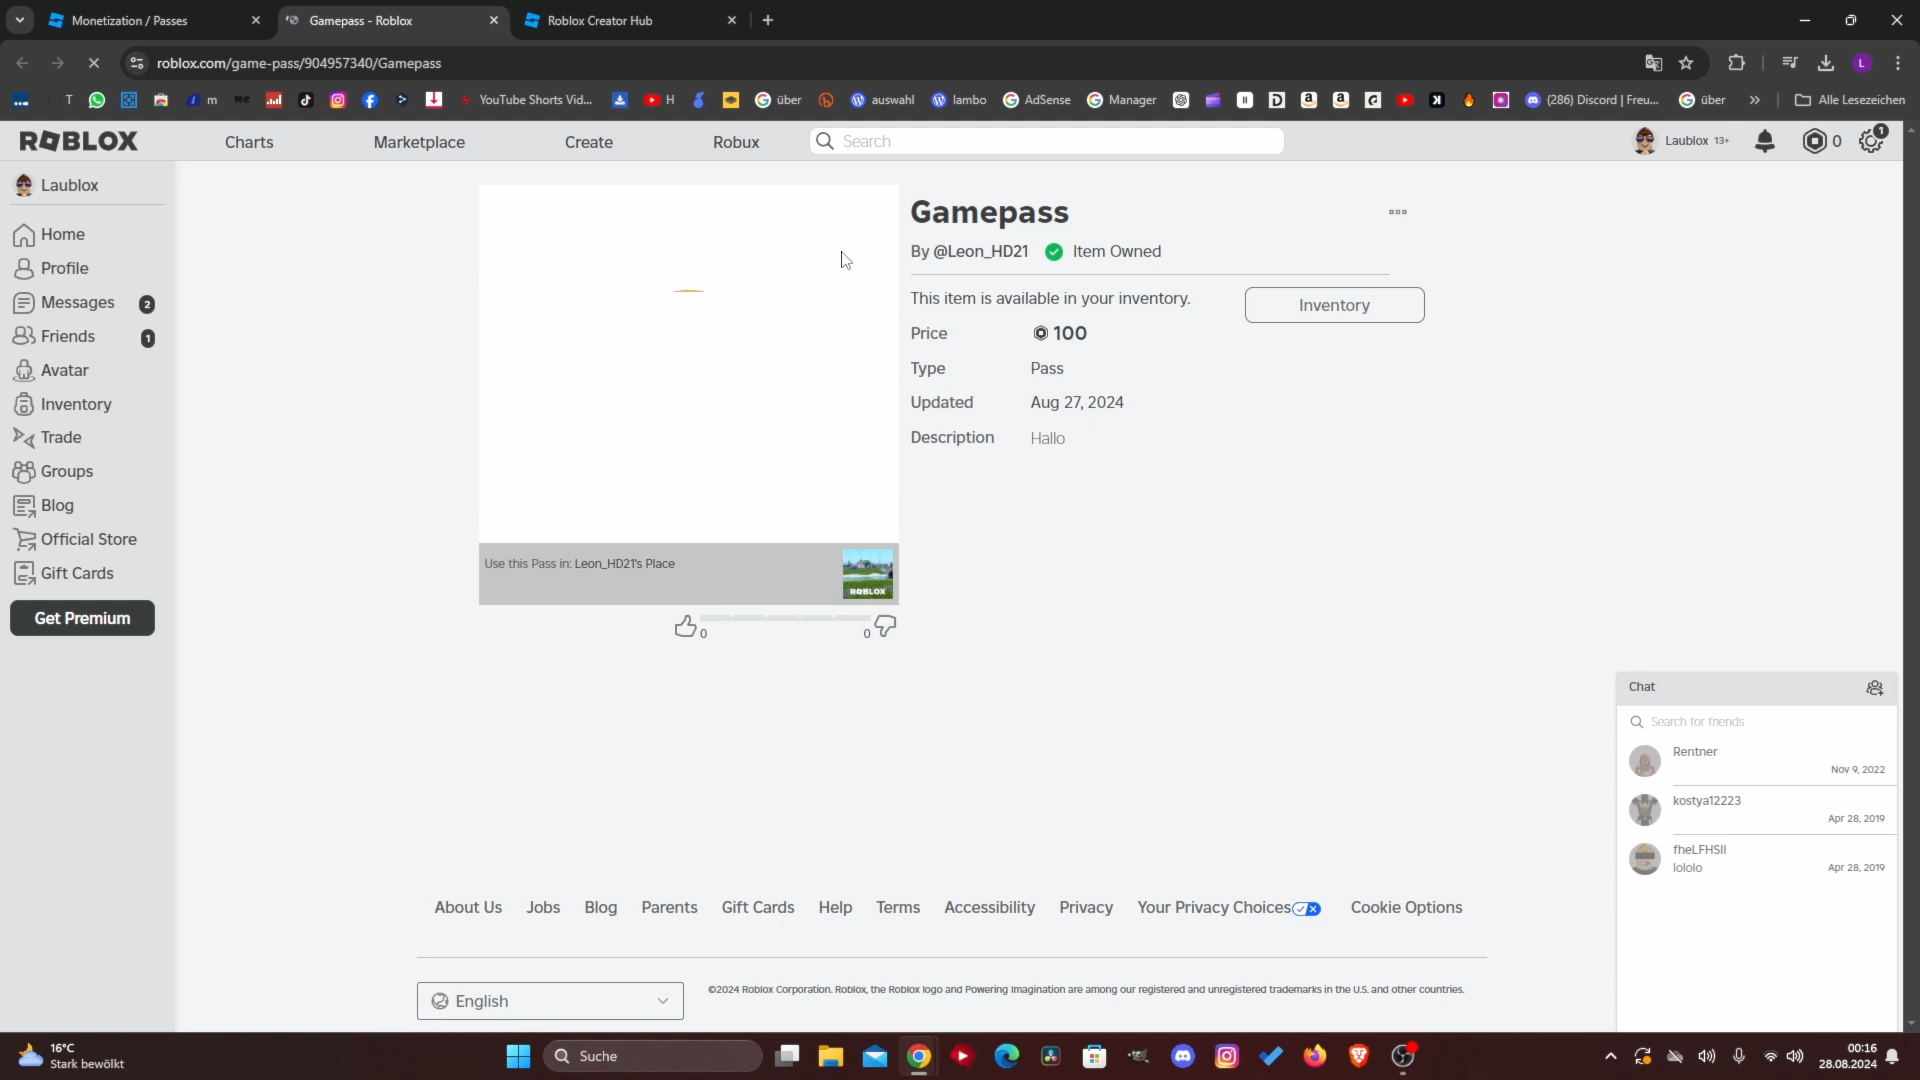 Monetization / Passes
Gamepass - Roblox
Roblox Creator Hub
roblox.com/game-pass/904957340/Gamepass
L
T
m
we
YouTube Shorts Vid...
H
über
auswahl
lambo
AdSense
Manager
(286) Discord | Freu...
über
Alle Lesezeichen
ROBLOX
Charts
Marketplace
Create
Robux
Search
Laublox 13+
0
1
Laublox
Home
Profile
Messages 2
Friends 1
Avatar
Inventory
Trade
Groups
Blog
Official Store
Gift Cards
Get Premium
Gamepass
By @Leon_HD21 Item Owned
This item is available in your inventory.
Inventory
Price 100
Type Pass
Updated Aug 27, 2024
Description Hallo
Use this Pass in: Leon_HD21's Place
ROBLOX
0
0
Chat
Search for friends
Rentner
Nov 9, 2022
kostya12223
Apr 28, 2019
fheLFHSII
lololo Apr 28, 2019
About Us Jobs Blog Parents Gift Cards Help Terms Accessibility Privacy Your Privacy Choices Cookie Options
English
©2024 Roblox Corporation. Roblox, the Roblox logo and Powering Imagination are among our registered and unregistered trademarks in the U.S. and other countries.
16°C
Stark bewölkt
Suche
00:16
28.08.2024